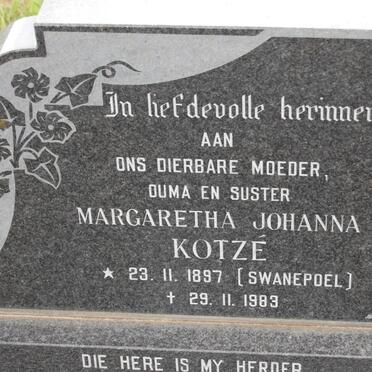 In liefdevolle herinner
AAN
ONS DIERBARE MOEDER,
OUMA EN SUSTER
MARGARETHA JOHANNA
KOTZÉ
★ 23. 11. 1897 (SWANEPOEL)
✝ 29. 11. 1983
DIE HERE IS MY HERDER